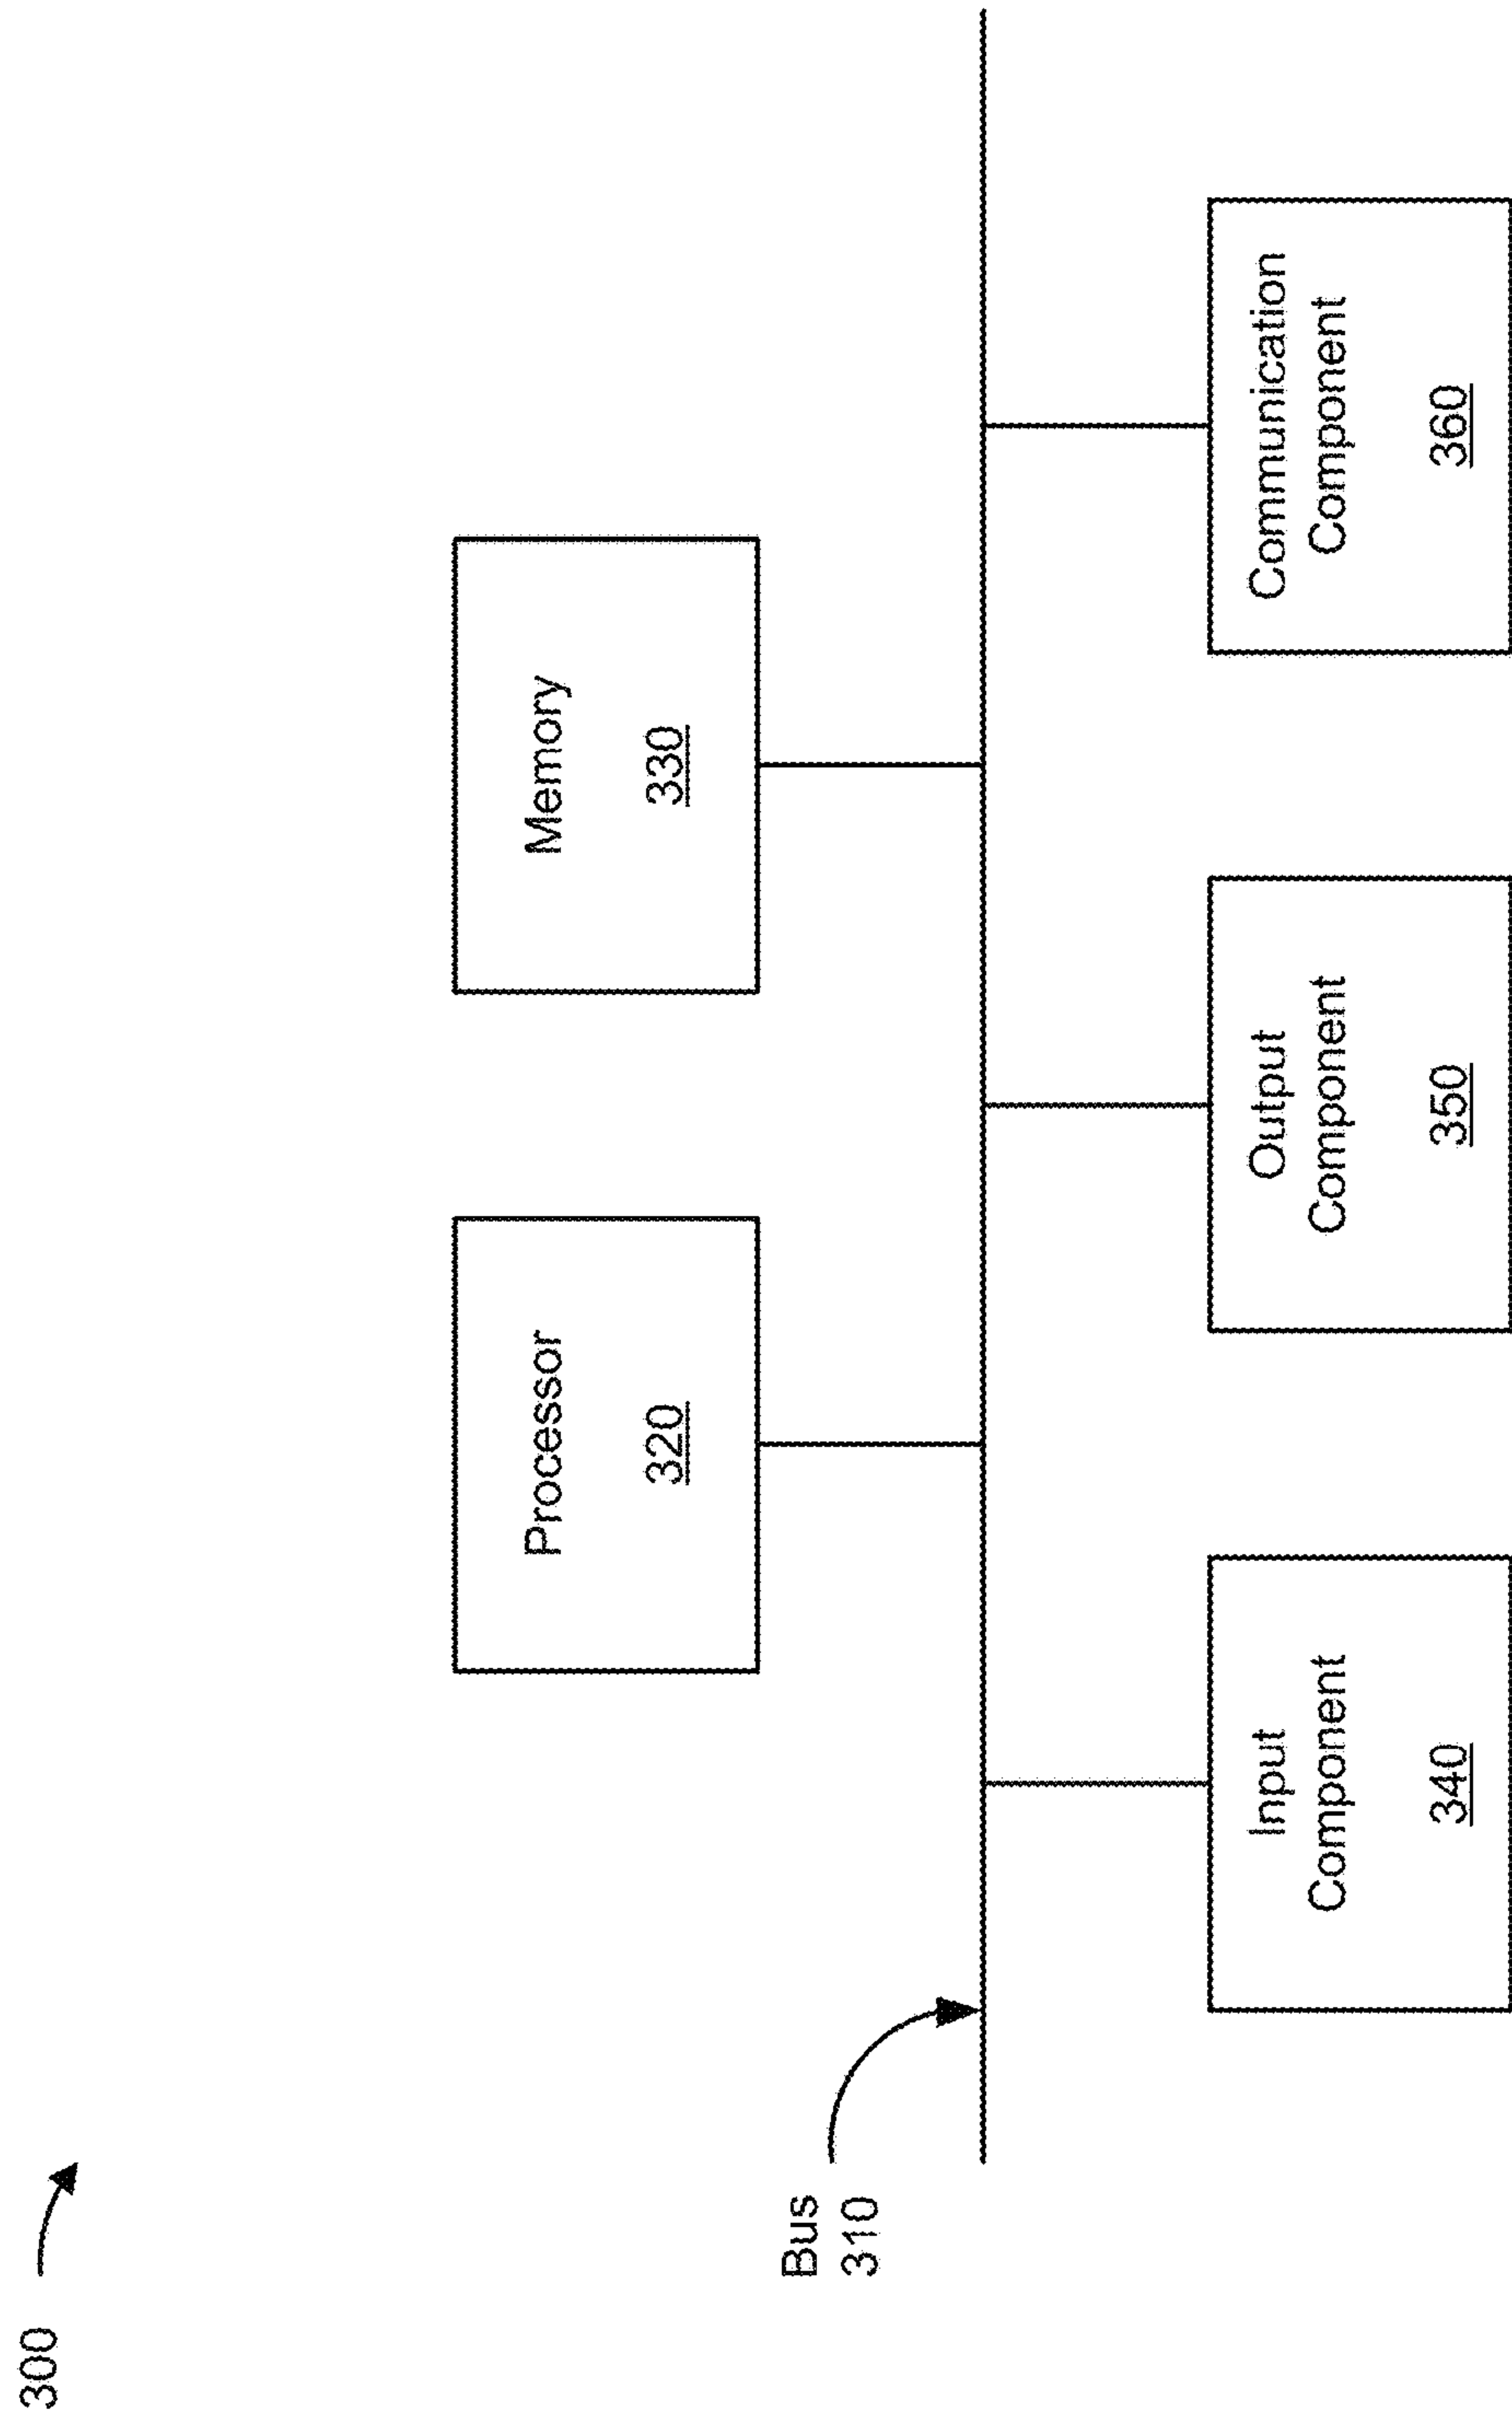 300
Bus
310
Processor
320
Memory
330
Input
Component
340
Output
Component
350
Communication
Component
360